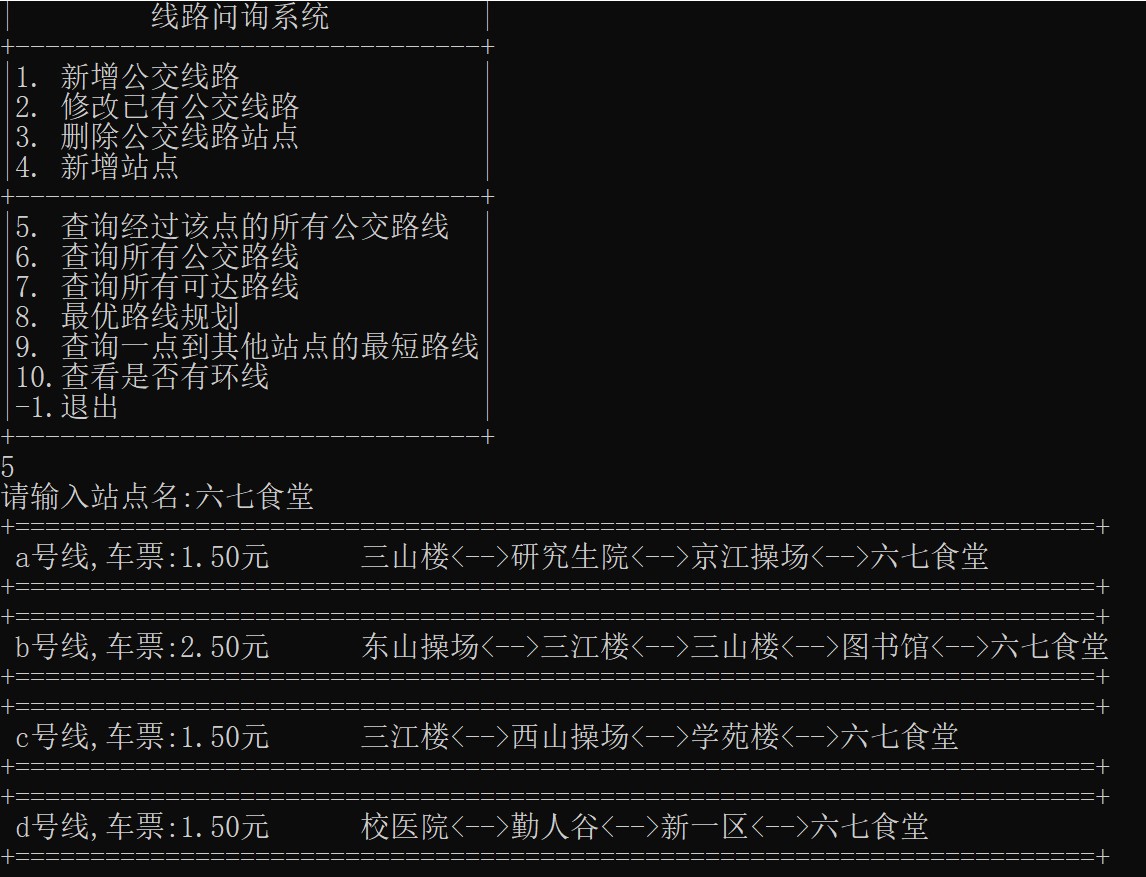 |         线路问询系统          |
+-------------------------------+
|1. 新增公交线路                |
|2. 修改已有公交线路            |
|3. 删除公交线路站点            |
|4. 新增站点                    |
+-------------------------------+
|5. 查询经过该点的所有公交路线  |
|6. 查询所有公交路线            |
|7. 查询所有可达路线            |
|8. 最优路线规划                |
|9. 查询一点到其他站点的最短路线|
|10.查看是否有环线              |
|-1.退出                        |
+-------------------------------+
5
请输入站点名:六七食堂
+========================================================================+
 a号线,车票:1.50元      三山楼<-->研究生院<-->京江操场<-->六七食堂
+========================================================================+
+========================================================================+
 b号线,车票:2.50元      东山操场<-->三江楼<-->三山楼<-->图书馆<-->六七食堂
+========================================================================+
+========================================================================+
 c号线,车票:1.50元      三江楼<-->西山操场<-->学苑楼<-->六七食堂
+========================================================================+
+========================================================================+
 d号线,车票:1.50元      校医院<-->勤人谷<-->新一区<-->六七食堂
+========================================================================+